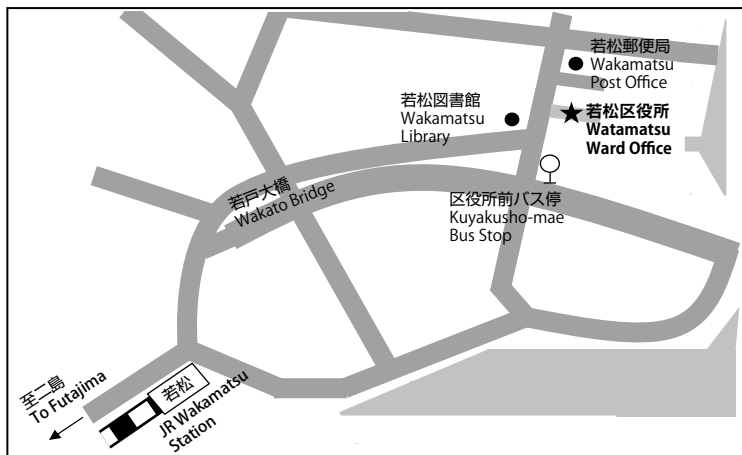 若松郵便局
Wakamatsu
Post Office
若松図書館
Wakamatsu
Library
若松区役所
Watamatsu
Ward Office
若戸大橋
Wakato Bridge
区役所前バス停
Kuyakusho-mae
Bus Stop
至二島
To Futajima
若松
JR Wakamatsu
Station